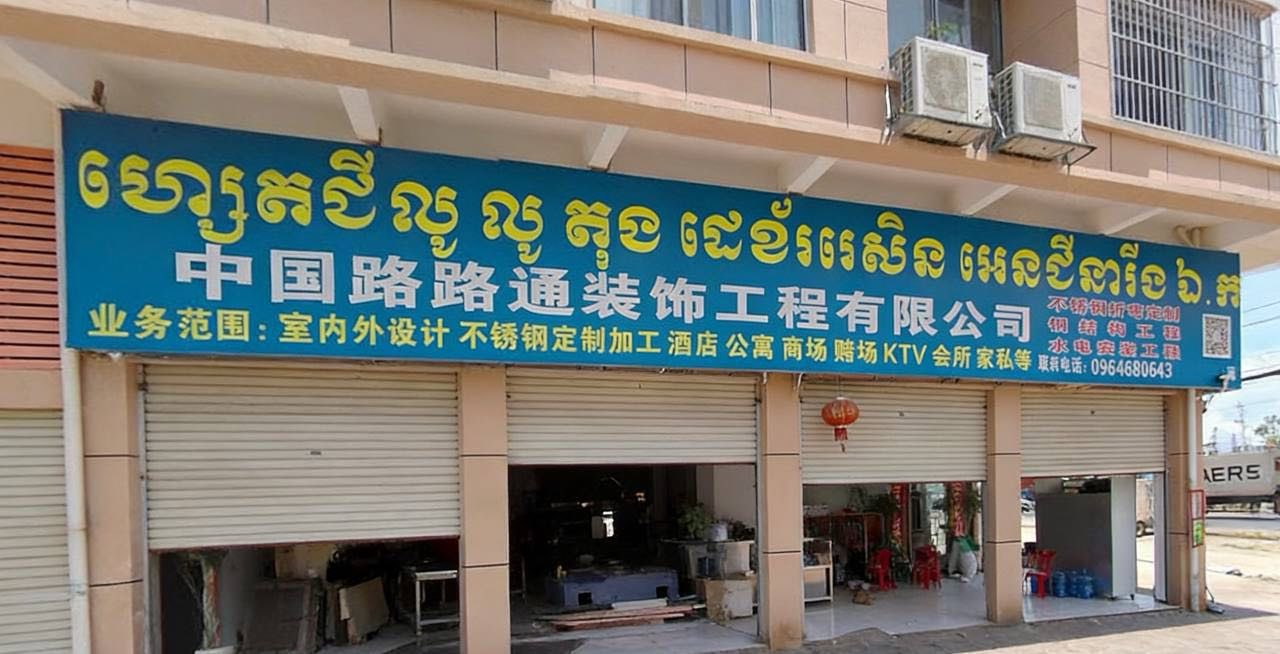 ហ្សេតជី លូ លូ តុង ដេខ័ររេសិន អេនជីនារីង ឯ.ក
中国路路通装饰工程有限公司
业务范围：室内外设计 不锈钢定制加工 酒店 公寓 商场 赌场 KTV 会所 家私等
不锈钢折弯定制
钢结构工程
水电安装工程
联系电话：0964680643
AERS